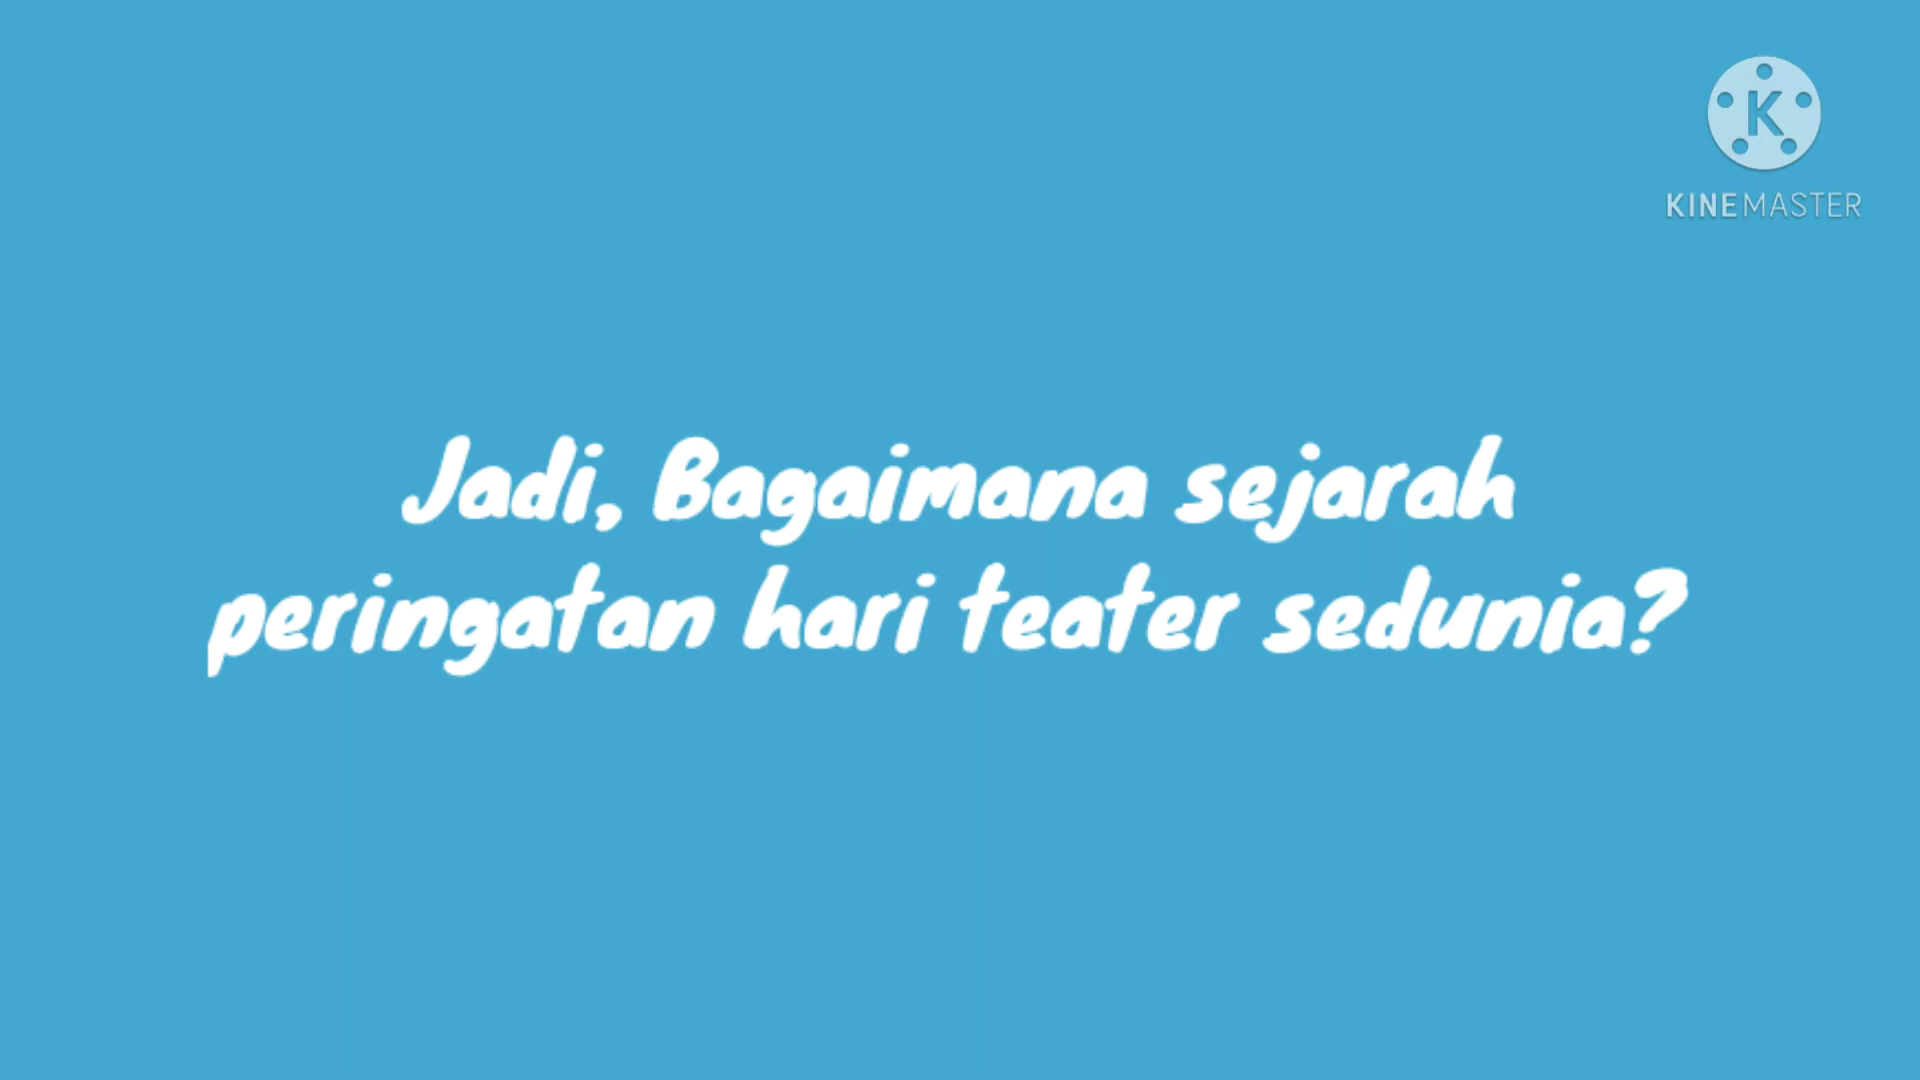 K
KINEMASTER
Jadi, Bagaimana sejarah
peringatan hari teater sedunia?